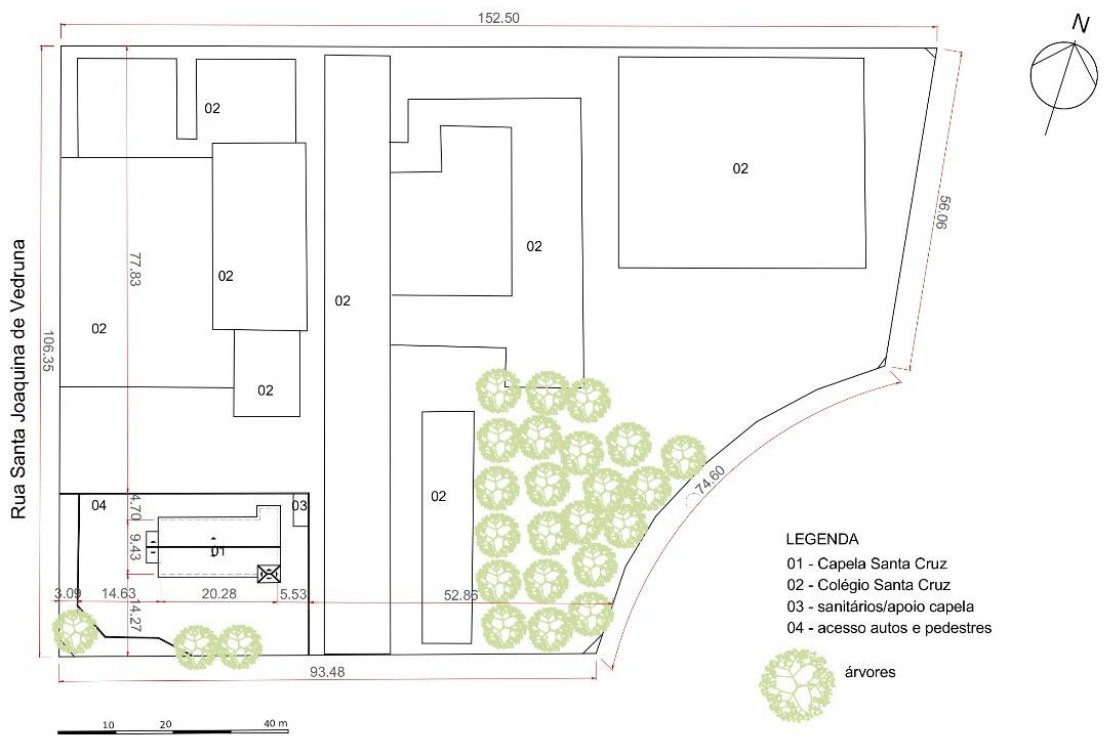 152.50
N
02
02
56.06
77.83
02
02
02
02
106.35
Rua Santa Joaquina de Vedruna
02
74.60
02
04
4.70
03
9.43
01
3.09
14.63
20.28
5.53
52.86
14.27
93.48
LEGENDA
01 - Capela Santa Cruz
02 - Colégio Santa Cruz
03 - sanitários/apoio capela
04 - acesso autos e pedestres
árvores
10 20 40 m